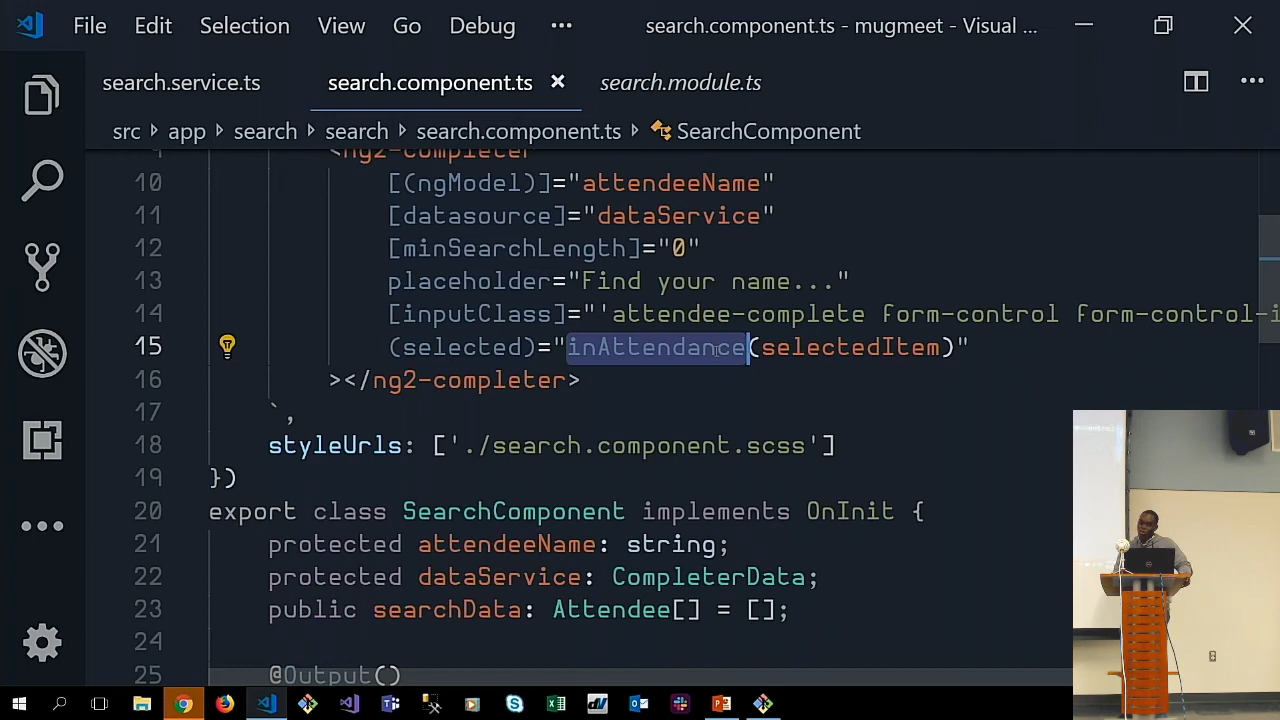 File Edit Selection View Go Debug ••• search.component.ts - mugmeet - Visual ...
search.service.ts search.component.ts × search.module.ts
src app search search search.component.ts SearchComponent
<ng2-completer
10 [(ngModel)]="attendeeName"
11 [datasource]="dataService"
12 [minSearchLength]="0"
13 placeholder="Find your name..."
14 [inputClass]="'attendee-complete form-control form-control-i
15 (selected)="inAttendance(selectedItem)"
16 ></ng2-completer>
17 `,
18 styleUrls: ['./search.component.scss']
19 })
20 export class SearchComponent implements OnInit {
21 protected attendeeName: string;
22 protected dataService: CompleterData;
23 public searchData: Attendee[] = [];
24
25 @Output()